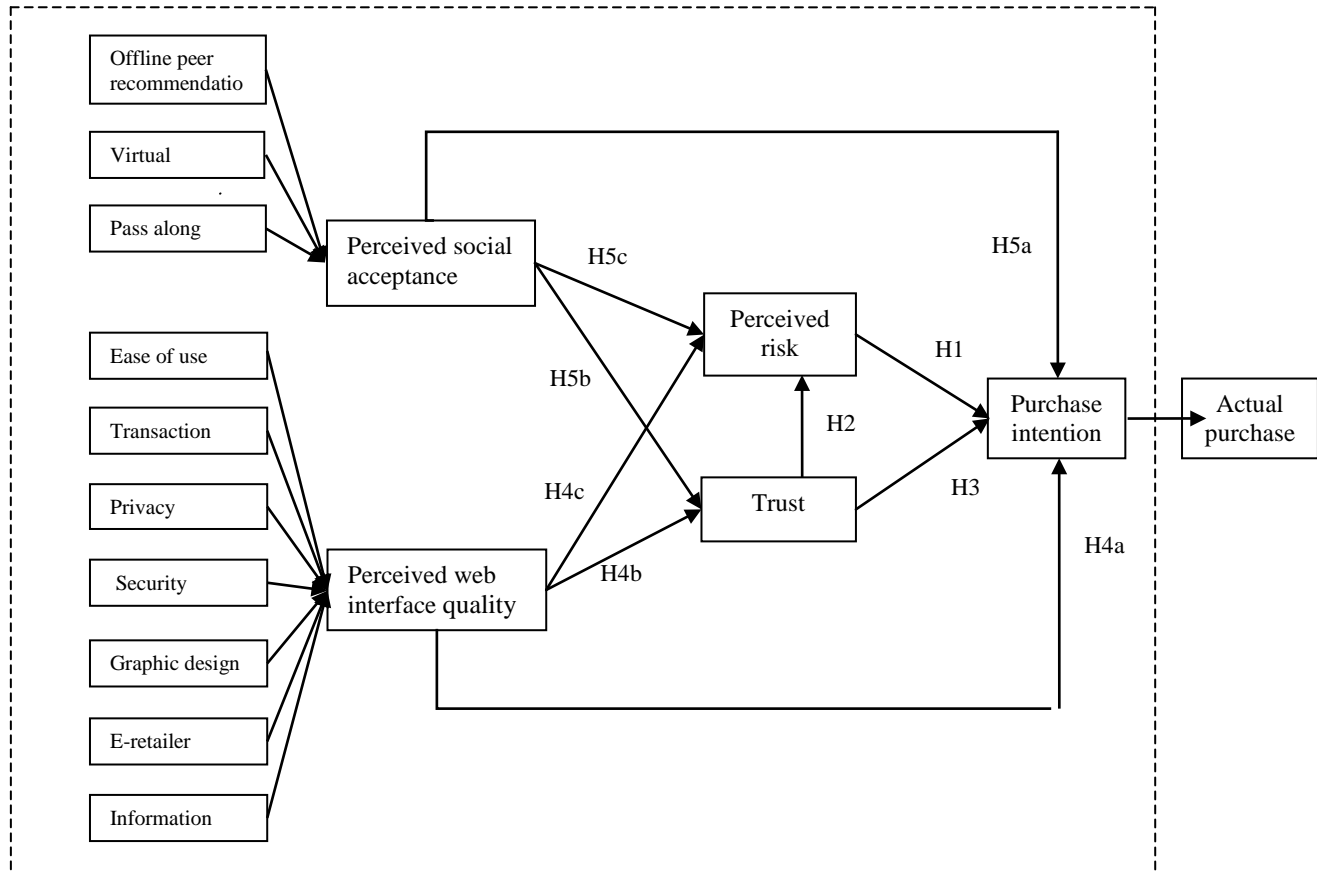 Offline peer
recommendatio
Virtual
.
Pass along
Perceived social
acceptance
H5c
H5a
Ease of use
Perceived
risk
H1
H5b
Transaction
Purchase
intention
Actual
purchase
H2
H4c
H3
Privacy
Trust
H4a
Security
Perceived web
interface quality
H4b
Graphic design
E-retailer
Information